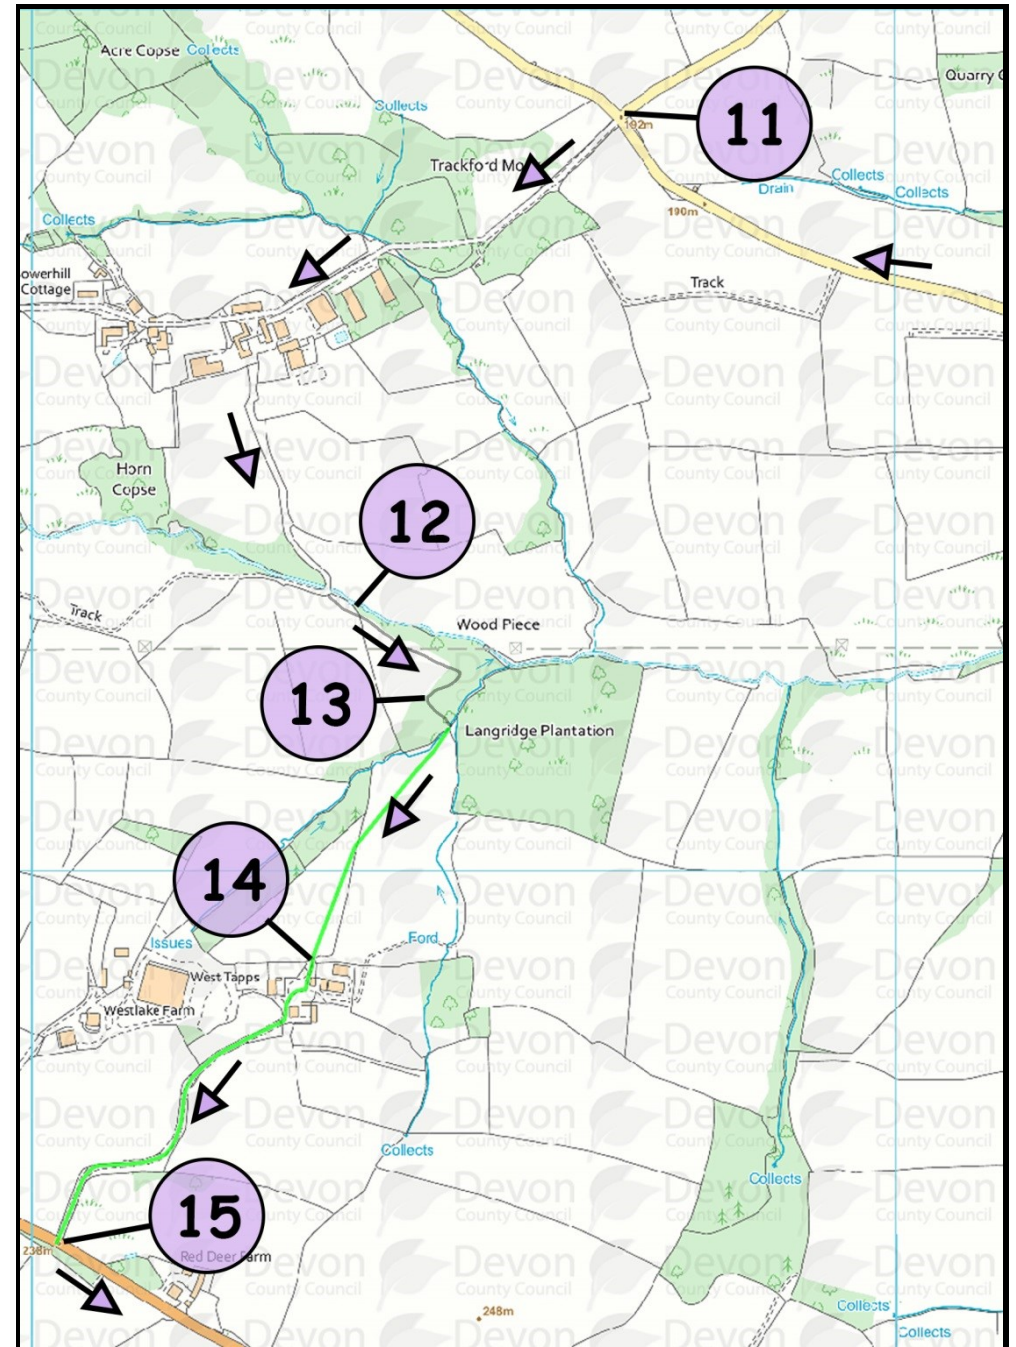 Acre Copse
Collects
Collects
Quarry
11
192m
Trackford Mo
Collects
Drain
Collects
190m
Collects
owerhill
Cottage
Track
Horn
Copse
12
Track
Wood Piece
13
Langridge Plantation
14
Issues
Ford
West Tapps
Westlake Farm
Collects
Collects
15
238m
Red Deer Farm
248m
Collects
Collects
Devon
County Council